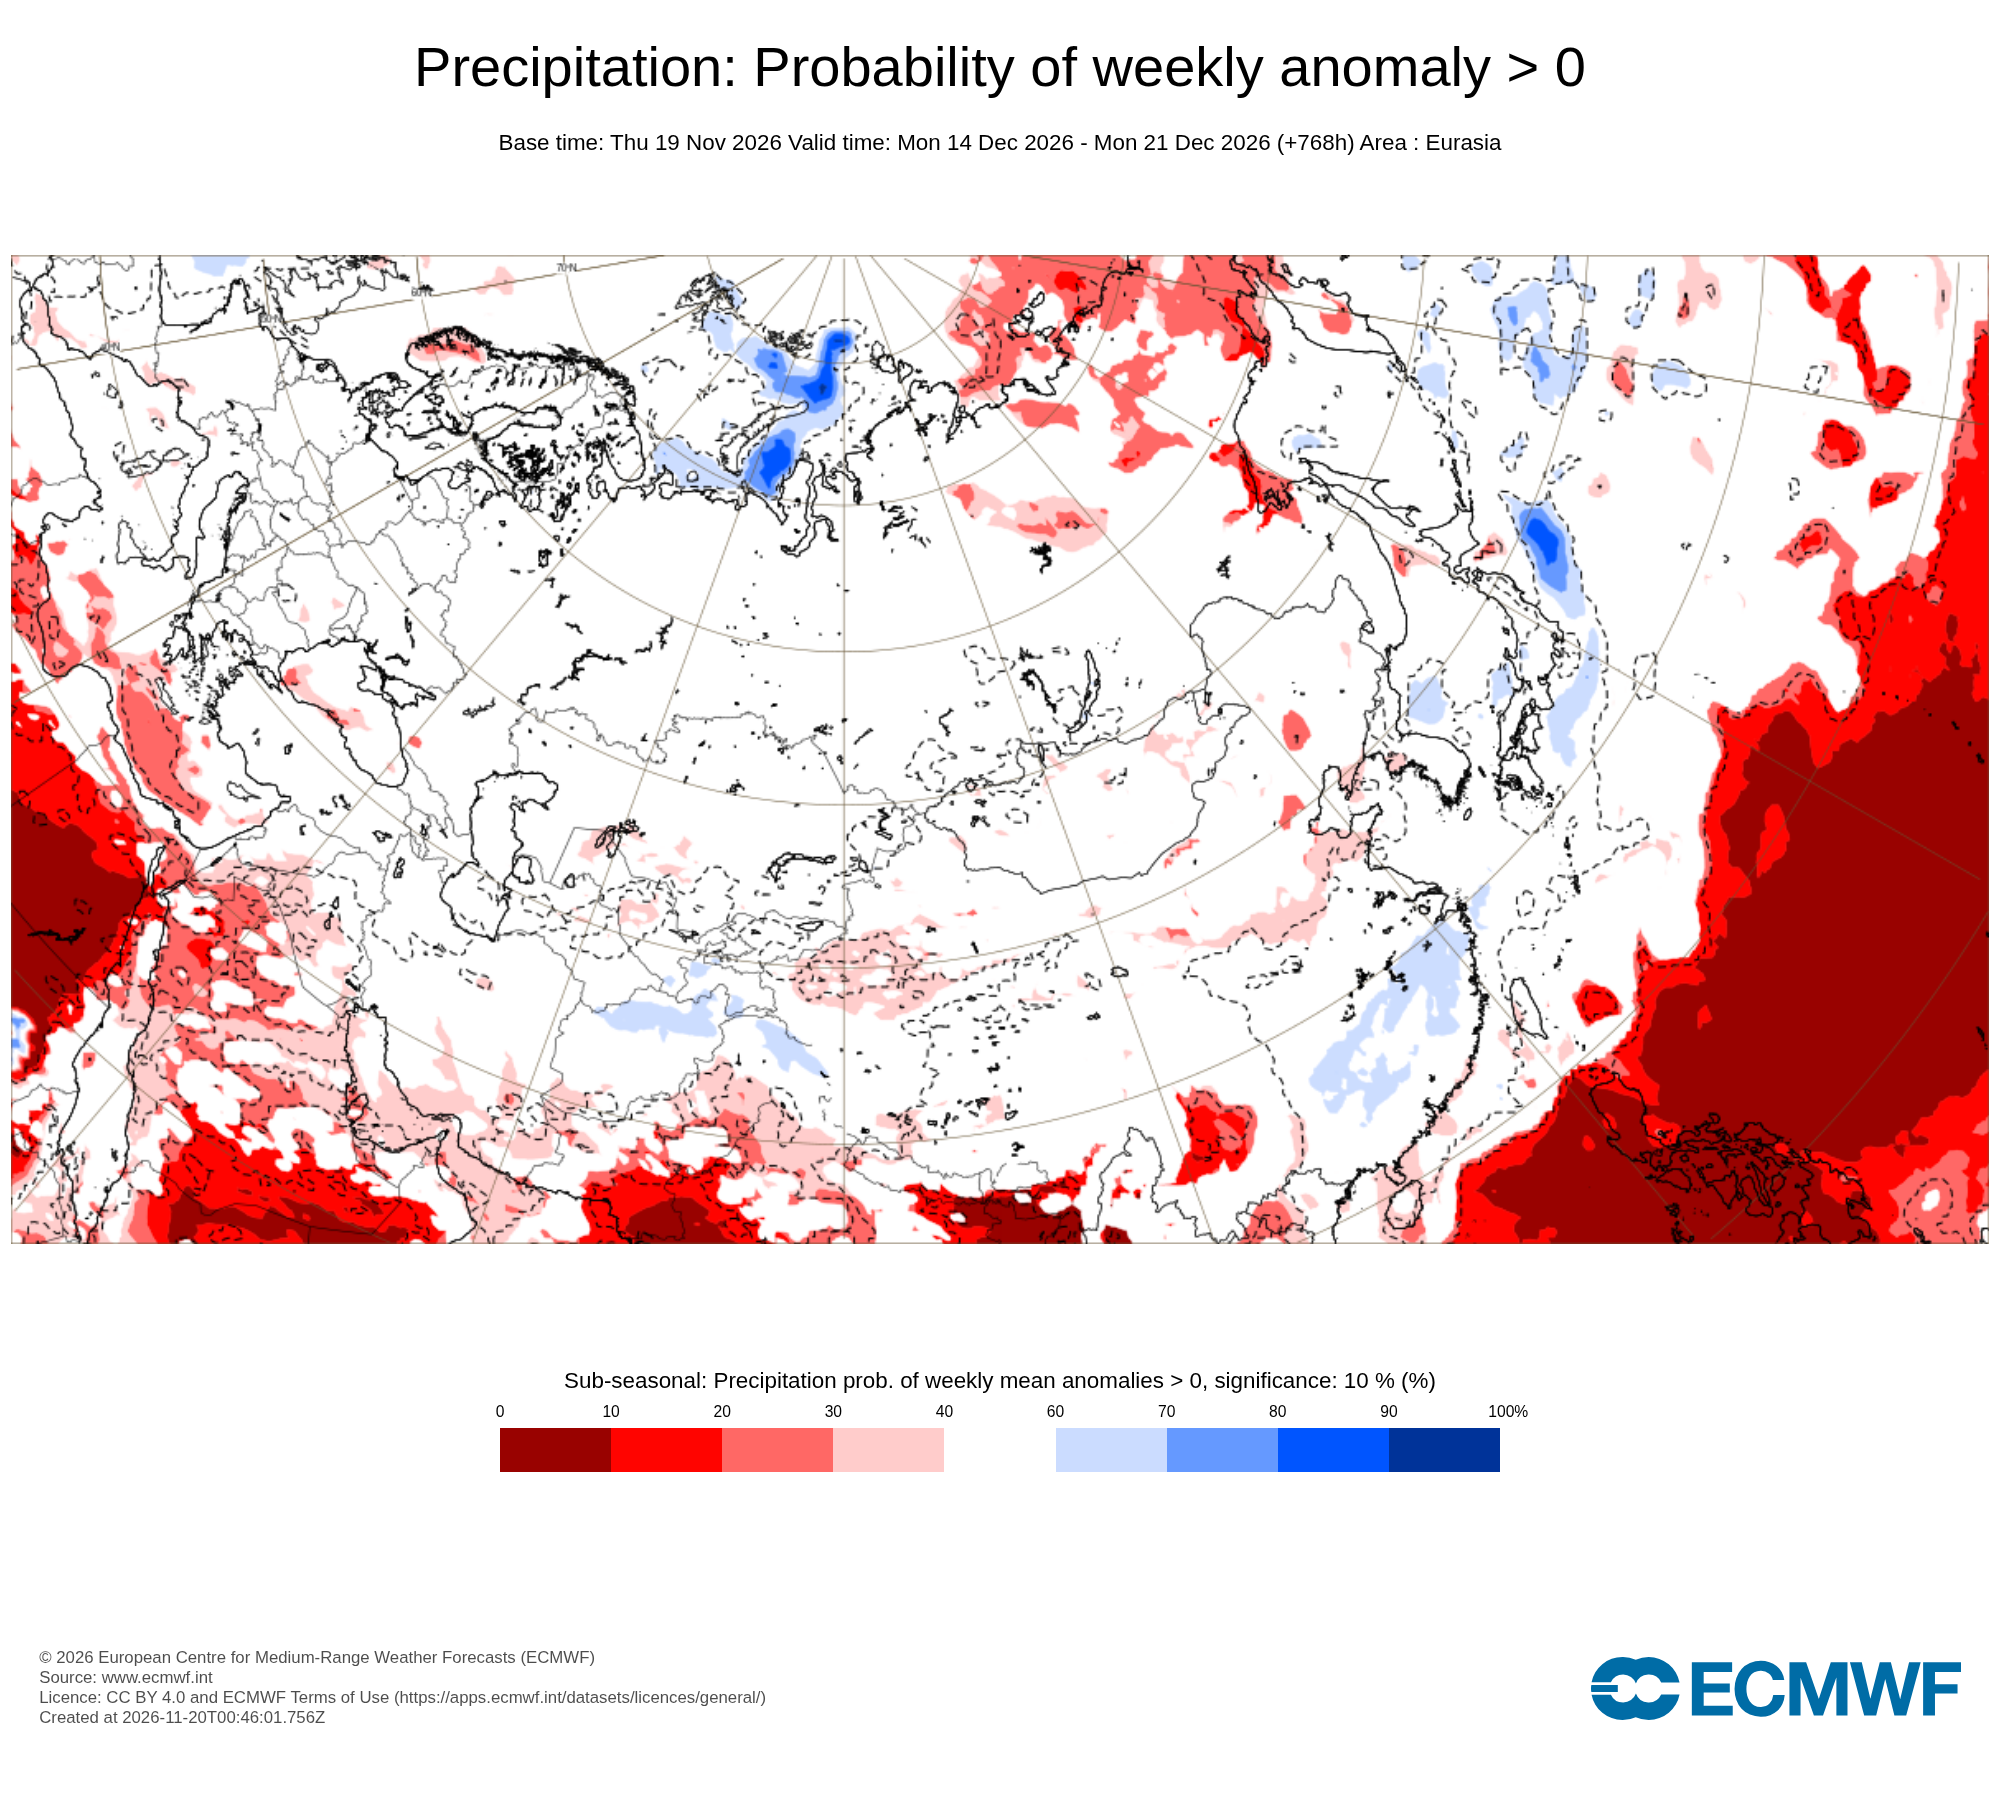 Precipitation: Probability of weekly anomaly > 0
Base time: Thu 19 Nov 2026 Valid time: Mon 14 Dec 2026 - Mon 21 Dec 2026 (+768h) Area : Eurasia
70°N
60°N
50°N
40°N
Sub-seasonal: Precipitation prob. of weekly mean anomalies > 0, significance: 10 % (%)
0 10 20 30 40 60 70 80 90 100%
© 2026 European Centre for Medium-Range Weather Forecasts (ECMWF)
Source: www.ecmwf.int
Licence: CC BY 4.0 and ECMWF Terms of Use (https://apps.ecmwf.int/datasets/licences/general/)
Created at 2026-11-20T00:46:01.756Z
ECMWF